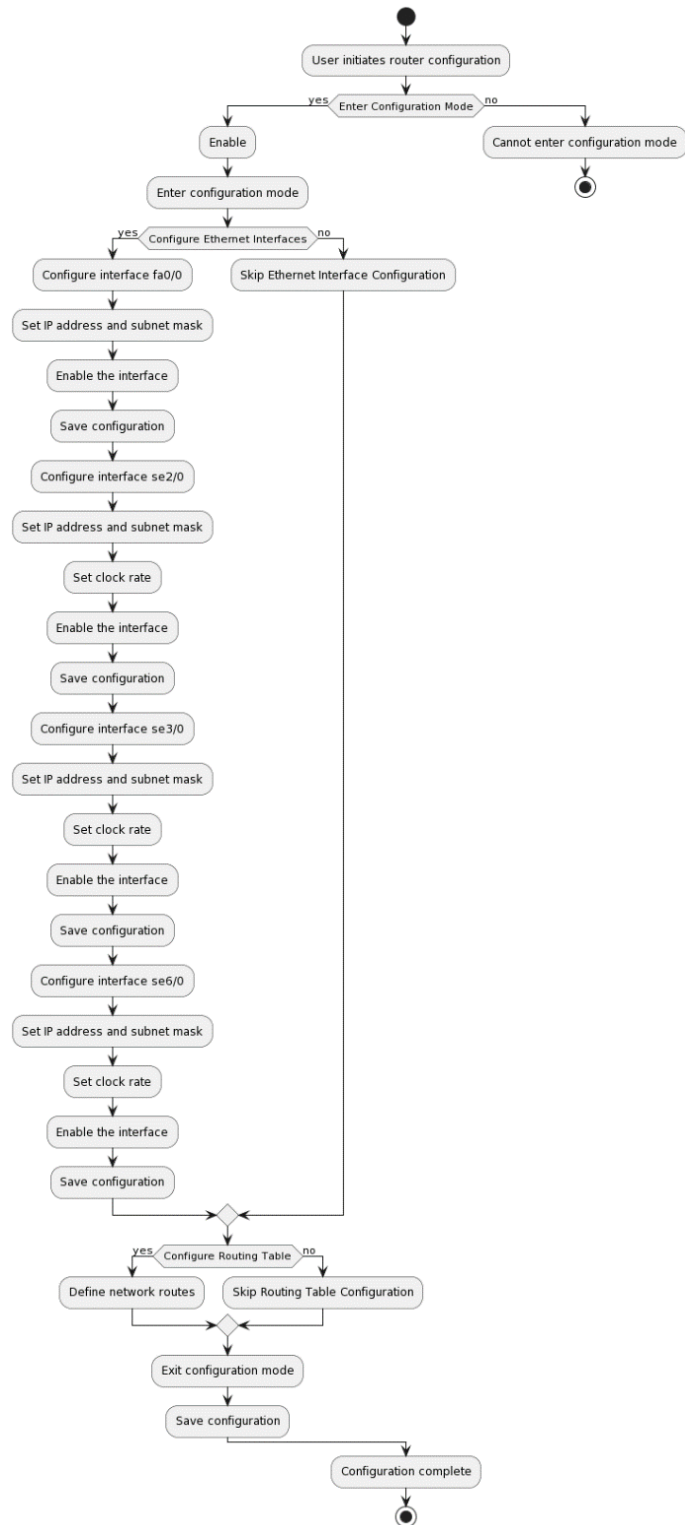 User initiates router configuration
yes
Enter Configuration Mode
no
Enable
Cannot enter configuration mode
Enter configuration mode
yes
Configure Ethernet Interfaces
no
Configure interface fa0/0
Skip Ethernet Interface Configuration
Set IP address and subnet mask
Enable the interface
Save configuration
Configure interface se2/0
Set IP address and subnet mask
Set clock rate
Enable the interface
Save configuration
Configure interface se3/0
Set IP address and subnet mask
Set clock rate
Enable the interface
Save configuration
Configure interface se6/0
Set IP address and subnet mask
Set clock rate
Enable the interface
Save configuration
yes
Configure Routing Table
no
Define network routes
Skip Routing Table Configuration
Exit configuration mode
Save configuration
Configuration complete